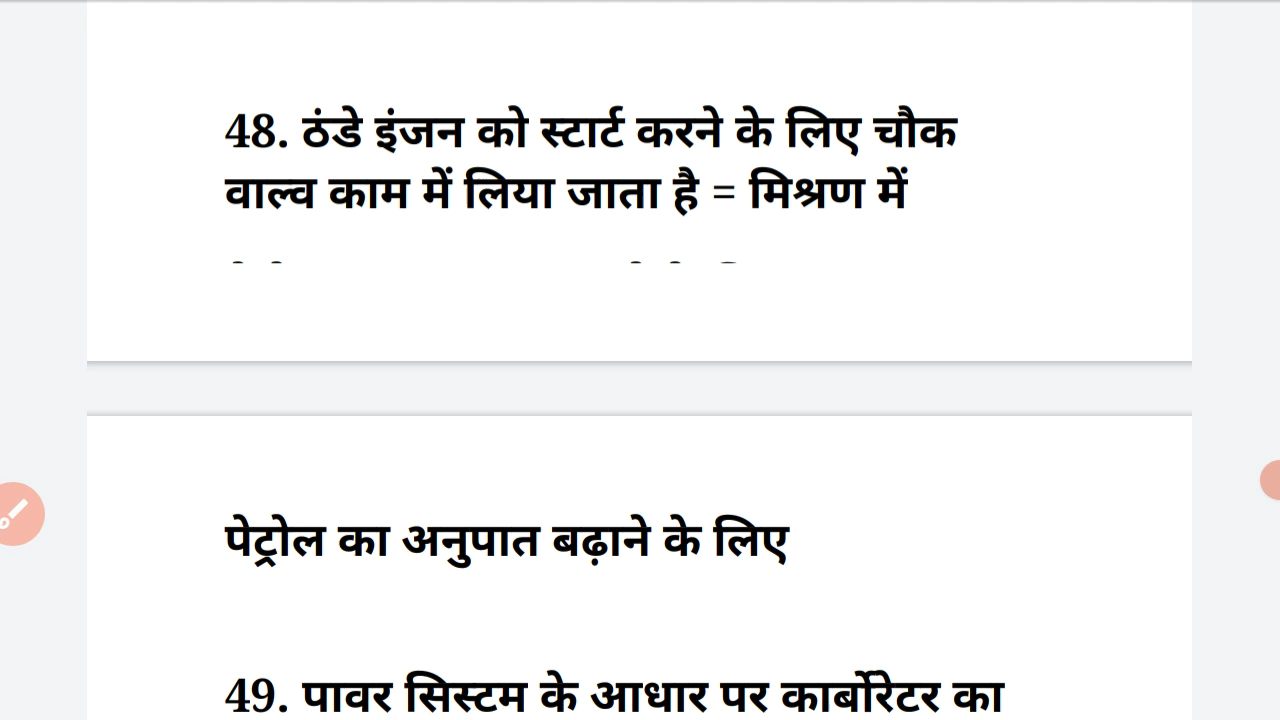 48. ठंडे इंजन को स्टार्ट करने के लिए चौक
वाल्व काम में लिया जाता है = मिश्रण में
पेट्रोल का अनुपात बढ़ाने के लिए
49. पावर सिस्टम के आधार पर कार्बोरेटर का